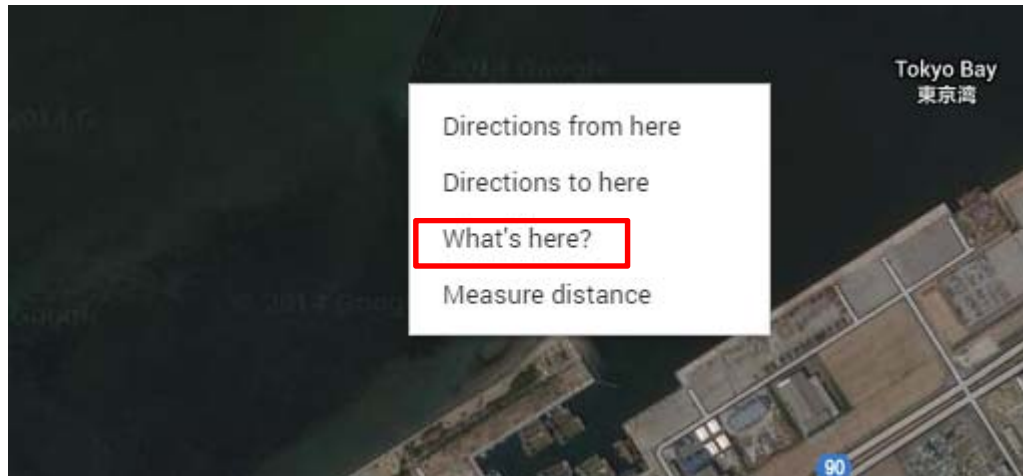 Tokyo Bay
東京湾
Directions from here
Directions to here
What's here?
Measure distance
90